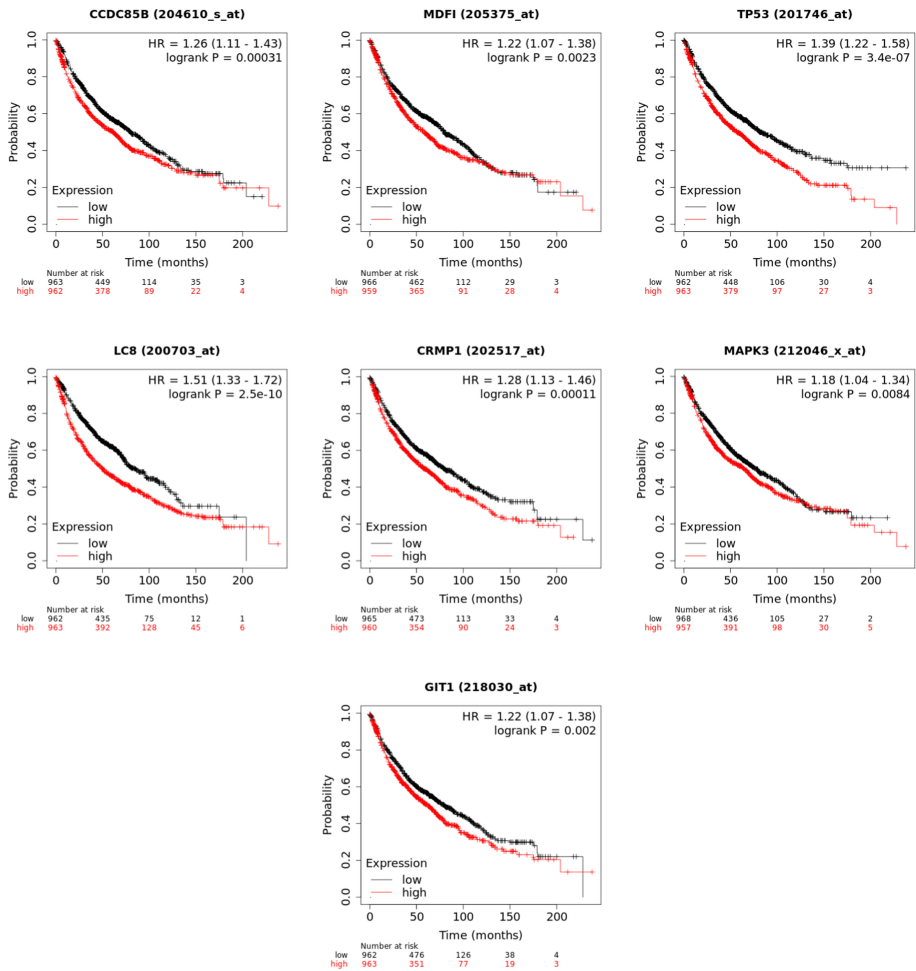 CCDC85B (204610_s_at)
HR = 1.26 (1.11 - 1.43)
logrank P = 0.00031
Probability
0.0 0.2 0.4 0.6 0.8 1.0
Expression
low
high
0 50 100 150 200
Time (months)
Number at risk
low 963 449 114 35 3
high 962 378 89 22 4
MDFI (205375_at)
HR = 1.22 (1.07 - 1.38)
logrank P = 0.0023
Probability
0.0 0.2 0.4 0.6 0.8 1.0
Expression
low
high
0 50 100 150 200
Time (months)
Number at risk
low 966 462 112 29 3
high 959 365 91 28 4
TP53 (201746_at)
HR = 1.39 (1.22 - 1.58)
logrank P = 3.4e-07
Probability
0.0 0.2 0.4 0.6 0.8 1.0
Expression
low
high
0 50 100 150 200
Time (months)
Number at risk
low 962 448 106 30 4
high 963 379 97 27 3
LC8 (200703_at)
HR = 1.51 (1.33 - 1.72)
logrank P = 2.5e-10
Probability
0.0 0.2 0.4 0.6 0.8 1.0
Expression
low
high
0 50 100 150 200
Time (months)
Number at risk
low 962 435 75 12 1
high 963 392 128 45 6
CRMP1 (202517_at)
HR = 1.28 (1.13 - 1.46)
logrank P = 0.00011
Probability
0.0 0.2 0.4 0.6 0.8 1.0
Expression
low
high
0 50 100 150 200
Time (months)
Number at risk
low 965 473 113 33 4
high 960 354 90 24 3
MAPK3 (212046_x_at)
HR = 1.18 (1.04 - 1.34)
logrank P = 0.0084
Probability
0.0 0.2 0.4 0.6 0.8 1.0
Expression
low
high
0 50 100 150 200
Time (months)
Number at risk
low 968 436 105 27 2
high 957 391 98 30 5
GIT1 (218030_at)
HR = 1.22 (1.07 - 1.38)
logrank P = 0.002
Probability
0.0 0.2 0.4 0.6 0.8 1.0
Expression
low
high
0 50 100 150 200
Time (months)
Number at risk
low 962 476 126 38 4
high 963 351 77 19 3